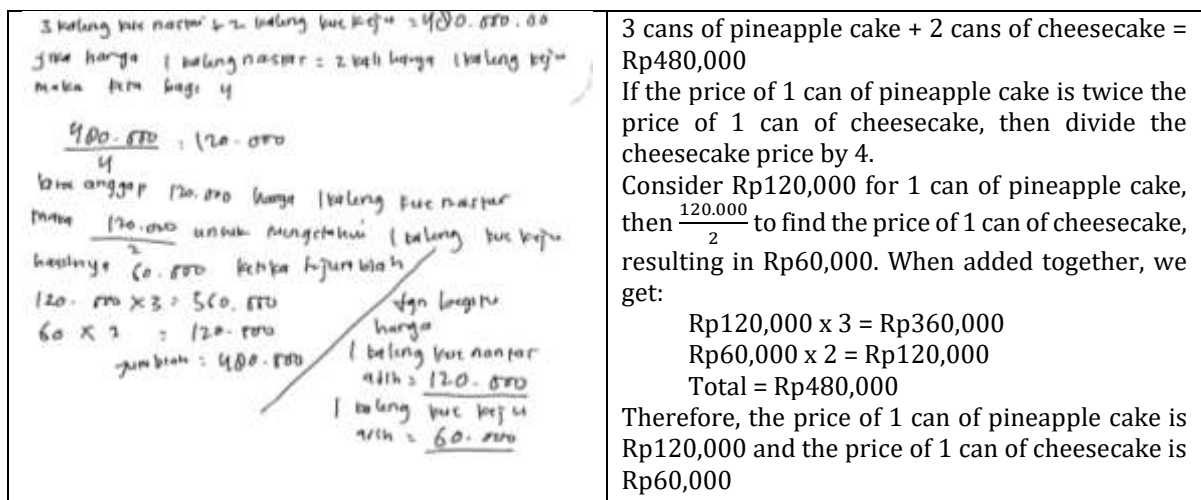 3 kaleng kue nastar + 2 kaleng kue keju = 480.000.00
jika harga 1 kaleng nastar = 2 kali harga 1 kaleng keju
maka kita bagi 4
480.000
4
= 120.000
kita anggap 120.000 harga 1 kaleng kue nastar
maka 120.000 untuk mengetahui 1 kaleng kue keju
2
hasilnya 60.000 ketika dijumblah
120.000 x 3 = 360.000
60 x 2 = 120.000
jumblah = 480.000
dgn begitu
harga
1 kaleng kue nanstar
adlh = 120.000
1 kaleng kue keju
adlh = 60.000
3 cans of pineapple cake + 2 cans of cheesecake =
Rp480,000
If the price of 1 can of pineapple cake is twice the
price of 1 can of cheesecake, then divide the
cheesecake price by 4.
Consider Rp120,000 for 1 can of pineapple cake,
then 120.000/2 to find the price of 1 can of cheesecake,
resulting in Rp60,000. When added together, we
get:
Rp120,000 x 3 = Rp360,000
Rp60,000 x 2 = Rp120,000
Total = Rp480,000
Therefore, the price of 1 can of pineapple cake is
Rp120,000 and the price of 1 can of cheesecake is
Rp60,000